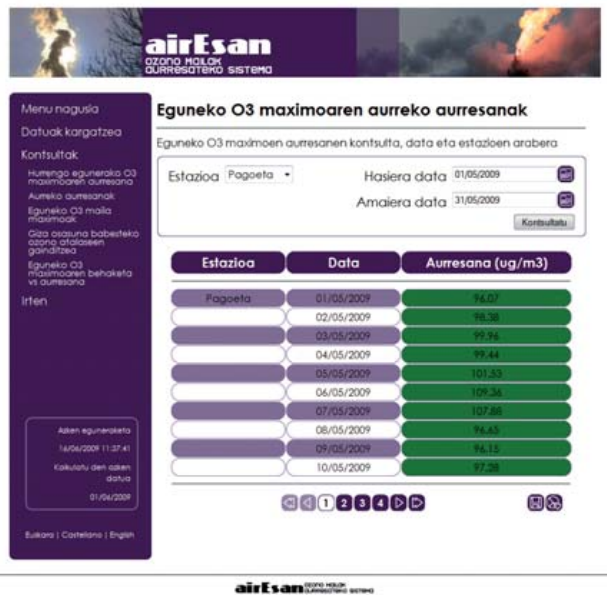 airEsan
OZONO MAILAK
AURRESATEKO SISTEMA
Menu nagusia
Datuak kargatzea
Kontsultak
Hurrengo egunerako O3
maximoaren aurresana
Aurreko aurresanak
Eguneko O3 maila
maximoak
Giza osasuna babesteko
ozono atalaseen
gainditzea
Eguneko O3
maximoaren behaketa
vs aurresana
Irten
Azken eguneraketa
16/06/2009 11:37:41
Kalkulatu den azken
datua
01/06/2009
Euskara | Castellano | English
Eguneko O3 maximoaren aurreko aurresanak
Eguneko O3 maximoen aurresanen kontsulta, data eta estazioen arabera
Estazioa Pagoeta Hasiera data 01/05/2009
Amaiera data 31/05/2009
Kontsultatu
Estazioa Data Aurresana (ug/m3)
Pagoeta 01/05/2009 96.07
02/05/2009 98.38
03/05/2009 99.96
04/05/2009 99.44
05/05/2009 101.53
06/05/2009 109.36
07/05/2009 107.88
08/05/2009 96.65
09/05/2009 96.15
10/05/2009 97.28
1 2 3 4
airEsan OZONO MAILAK
AURRESATEKO SISTEMA